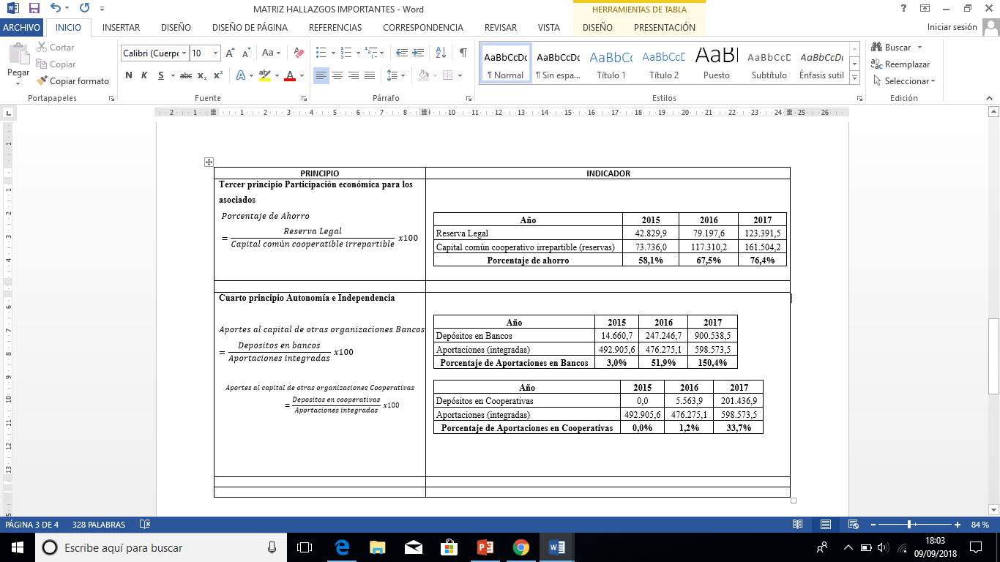 MATRIZ HALLAZGOS IMPORTANTES - Word
HERRAMIENTAS DE TABLA
ARCHIVO INICIO INSERTAR DISEÑO DISEÑO DE PÁGINA REFERENCIAS CORRESPONDENCIA REVISAR VISTA DISEÑO PRESENTACIÓN Iniciar sesión
Pegar
Cortar
Copiar
Copiar formato
Portapapeles
Calibri (Cuerpo 10
N K S abc x₂ x²
Fuente
Párrafo
AaBbCcDc AaBbCcDc AaBbCc AaBbCcD AaB AaBbCcD AaBbCcDc
¶ Normal ¶ Sin espa... Título 1 Título 2 Puesto Subtítulo Énfasis sutil
Estilos
Buscar
Reemplazar
Seleccionar
Edición
2 1 1 2 3 4 5 6 7 8 10 11 12 13 14 15 16 17 18 19 20 21 22 23 24 25 26
PRINCIPIO INDICADOR
Tercer principio Participación económica para los
asociados
Porcentaje de Ahorro
= Reserva Legal / Capital común cooperatible irrepartible x100
Año 2015 2016 2017
Reserva Legal 42.829,9 79.197,6 123.391,5
Capital común cooperativo irrepartible (reservas) 73.736,0 117.310,2 161.504,2
Porcentaje de ahorro 58,1% 67,5% 76,4%
Cuarto principio Autonomía e Independencia
Aportes al capital de otras organizaciones Bancos
= Depositos en bancos / Aportaciones integradas x100
Aportes al capital de otras organizaciones Cooperativas
= Depositos en cooperativas / Aportaciones integradas x100
Año 2015 2016 2017
Depósitos en Bancos 14.660,7 247.246,7 900.538,5
Aportaciones (integradas) 492.905,6 476.275,1 598.573,5
Porcentaje de Aportaciones en Bancos 3,0% 51,9% 150,4%
Año 2015 2016 2017
Depósitos en Cooperativas 0,0 5.563,9 201.436,9
Aportaciones (integradas) 492.905,6 476.275,1 598.573,5
Porcentaje de Aportaciones en Cooperativas 0,0% 1,2% 33,7%
PÁGINA 3 DE 4 328 PALABRAS 84 %
Escribe aquí para buscar
18:03
09/09/2018